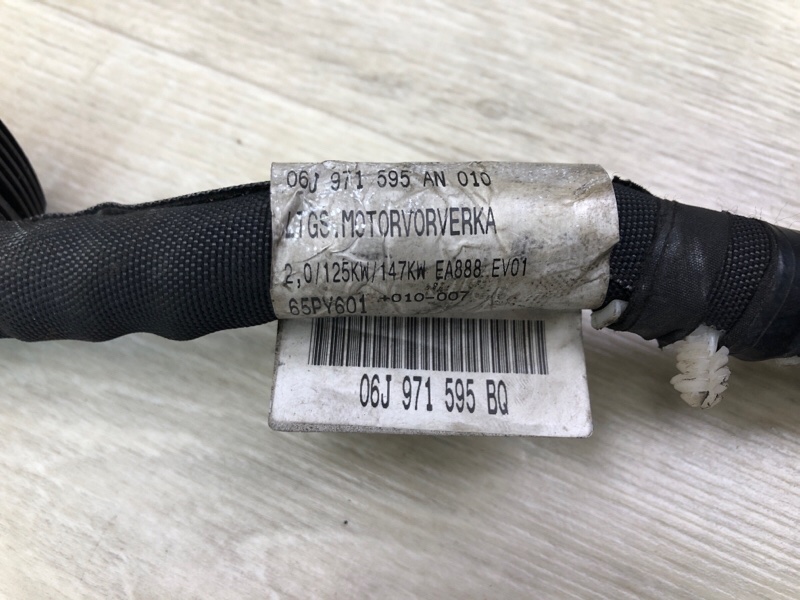 06J 971 595 AN 010
LTGS.MOTORVORVERKA
2,0/125KW/147KW EA888 EV01
65PY601 +010-007
06J 971 595 BQ